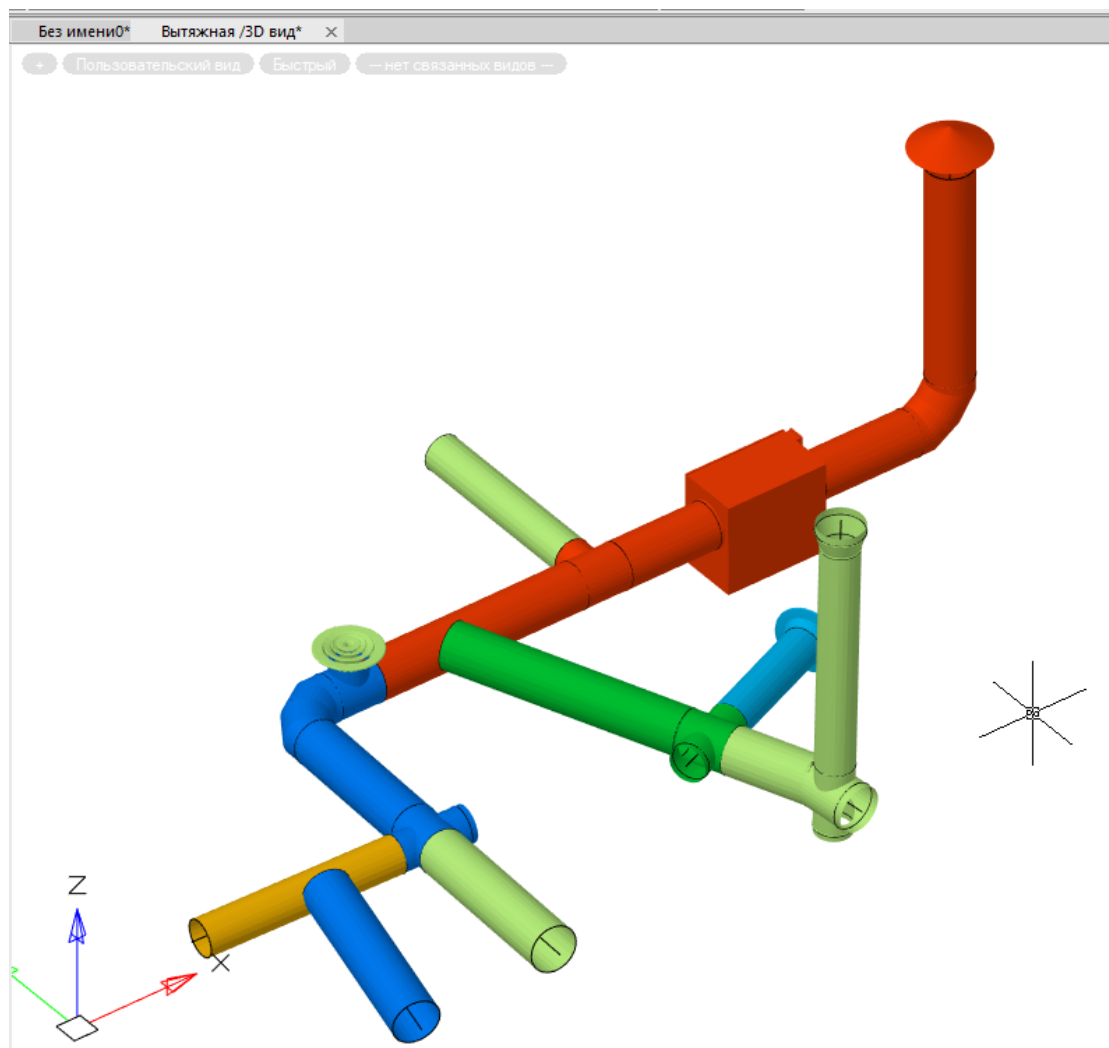 Без имени0* Вытяжная /3D вид*
+ Пользовательский вид Быстрый — нет связанных видов —
Z
X